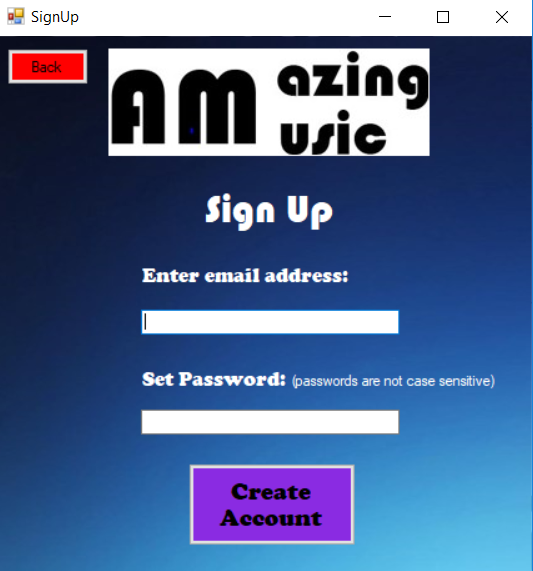 SignUp
Back
AM azing
usic
Sign Up
Enter email address:
Set Password: (passwords are not case sensitive)
Create
Account